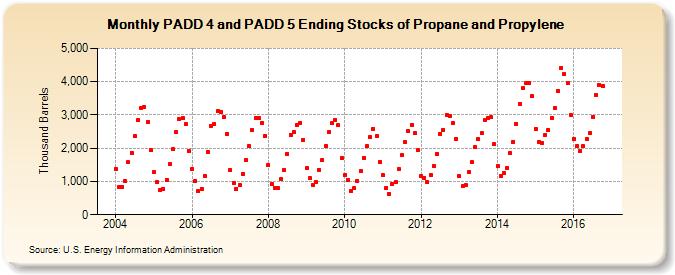 Monthly PADD 4 and PADD 5 Ending Stocks of Propane and Propylene
Thousand Barrels
5,000
4,000
3,000
2,000
1,000
0
2004 2006 2008 2010 2012 2014 2016
Source: U.S. Energy Information Administration